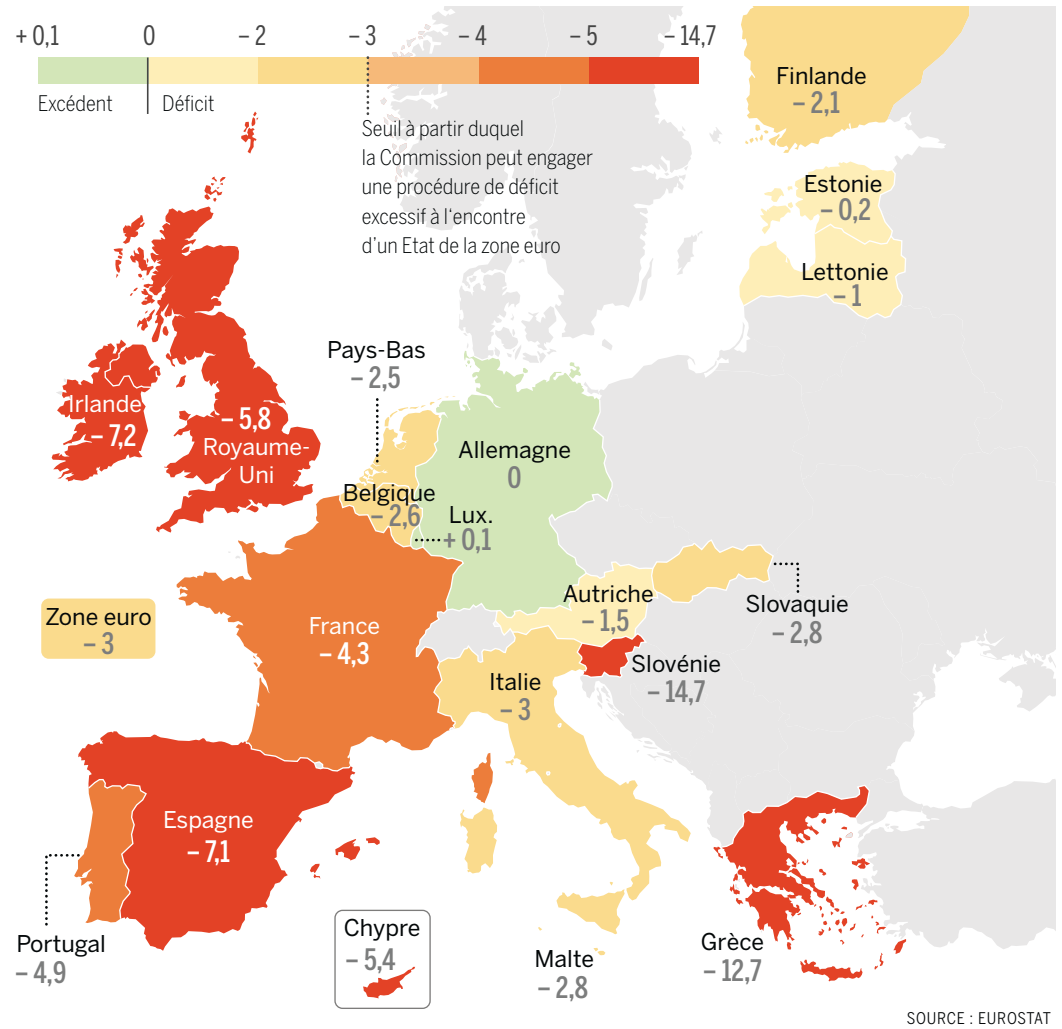 + 0,1 0 – 2 – 3 – 4 – 5 – 14,7
Excédent Déficit
Seuil à partir duquel
la Commission peut engager
une procédure de déficit
excessif à l'encontre
d'un Etat de la zone euro
Finlande
– 2,1
Estonie
– 0,2
Lettonie
– 1
Pays-Bas
– 2,5
Irlande
– 7,2
– 5,8
Royaume-
Uni
Allemagne
0
Belgique
– 2,6
Lux.
+ 0,1
Autriche
– 1,5
Slovaquie
– 2,8
Zone euro
– 3
France
– 4,3
Slovénie
– 14,7
Italie
– 3
Espagne
– 7,1
Portugal
– 4,9
Chypre
– 5,4
Malte
– 2,8
Grèce
– 12,7
SOURCE : EUROSTAT